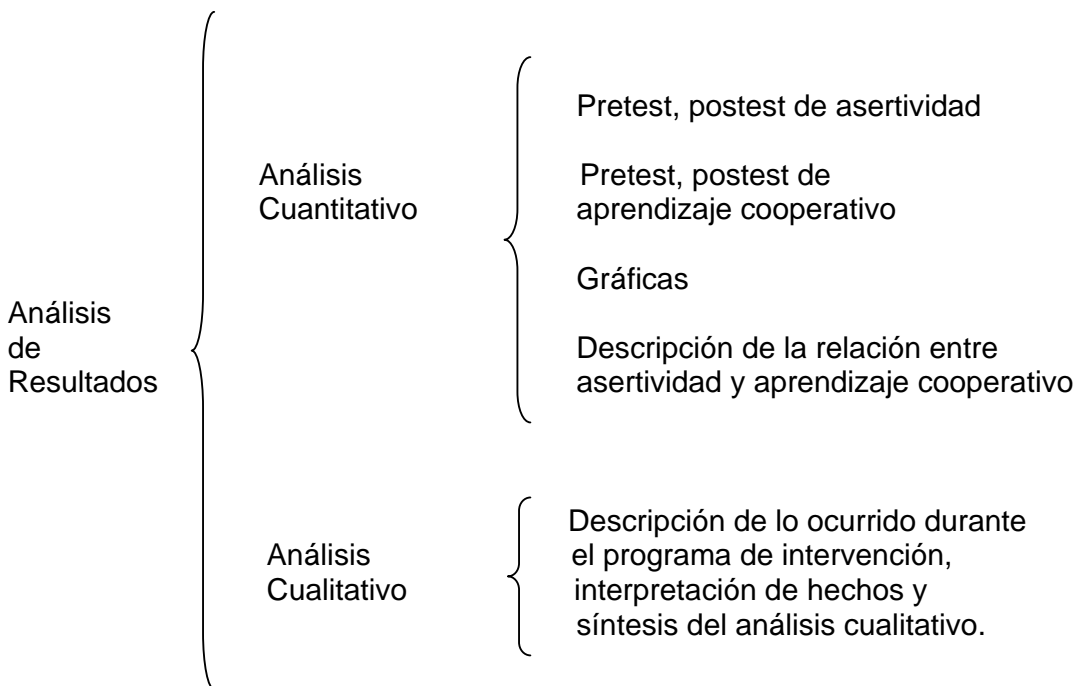 Análisis
de
Resultados
Análisis
Cuantitativo
Pretest, postest de asertividad
Pretest, postest de
aprendizaje cooperativo
Gráficas
Descripción de la relación entre
asertividad y aprendizaje cooperativo
Análisis
Cualitativo
Descripción de lo ocurrido durante
el programa de intervención,
interpretación de hechos y
síntesis del análisis cualitativo.